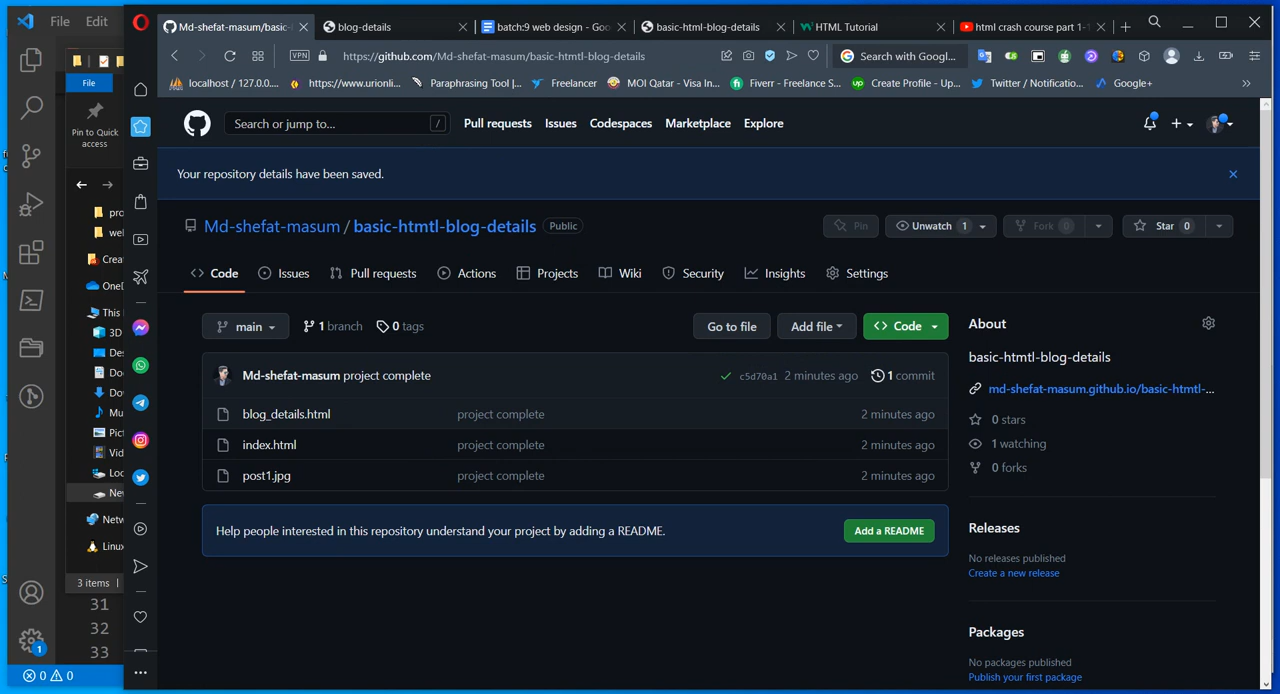 File Edit
File
Pin to Quick
access
3D
3 items
31
32
33
0 0
1
Md-shefat-masum/basic-
blog-details
batch:9 web design - Goo
basic-html-blog-details
HTML Tutorial
html crash course part 1-1
VPN
https://github.com/Md-shefat-masum/basic-htmtl-blog-details
Search with Googl...
localhost / 127.0.0....
https://www.urionli...
Paraphrasing Tool |...
Freelancer
MOI Qatar - Visa In...
Fiverr - Freelance S...
Create Profile - Up...
Twitter / Notificatio...
Google+
Search or jump to... /
Pull requests Issues Codespaces Marketplace Explore
Your repository details have been saved.
Md-shefat-masum / basic-htmtl-blog-details Public
Pin Unwatch 1 Fork 0 Star 0
Code Issues Pull requests Actions Projects Wiki Security Insights Settings
main 1 branch 0 tags Go to file Add file Code
Md-shefat-masum project complete c5d70a1 2 minutes ago 1 commit
blog_details.html project complete 2 minutes ago
index.html project complete 2 minutes ago
post1.jpg project complete 2 minutes ago
Help people interested in this repository understand your project by adding a README. Add a README
About
basic-htmtl-blog-details
md-shefat-masum.github.io/basic-htmtl-...
0 stars
1 watching
0 forks
Releases
No releases published
Create a new release
Packages
No packages published
Publish your first package